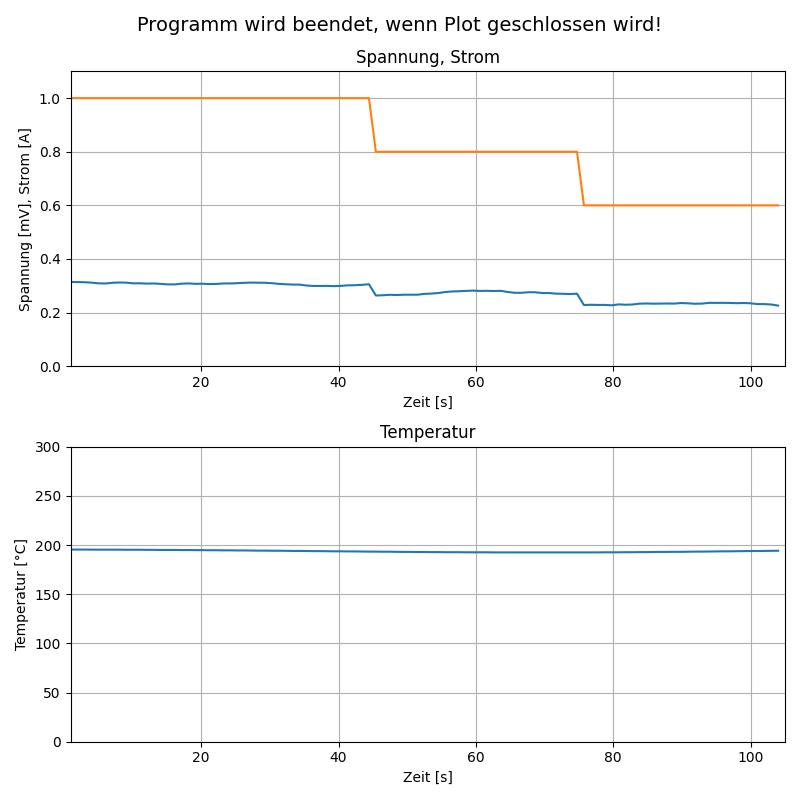 Programm wird beendet, wenn Plot geschlossen wird!
Spannung, Strom
Spannung [mV], Strom [A]
1.0
0.8
0.6
0.4
0.2
0.0
20 40 60 80 100
Zeit [s]
Temperatur
Temperatur [°C]
300
250
200
150
100
50
0
20 40 60 80 100
Zeit [s]